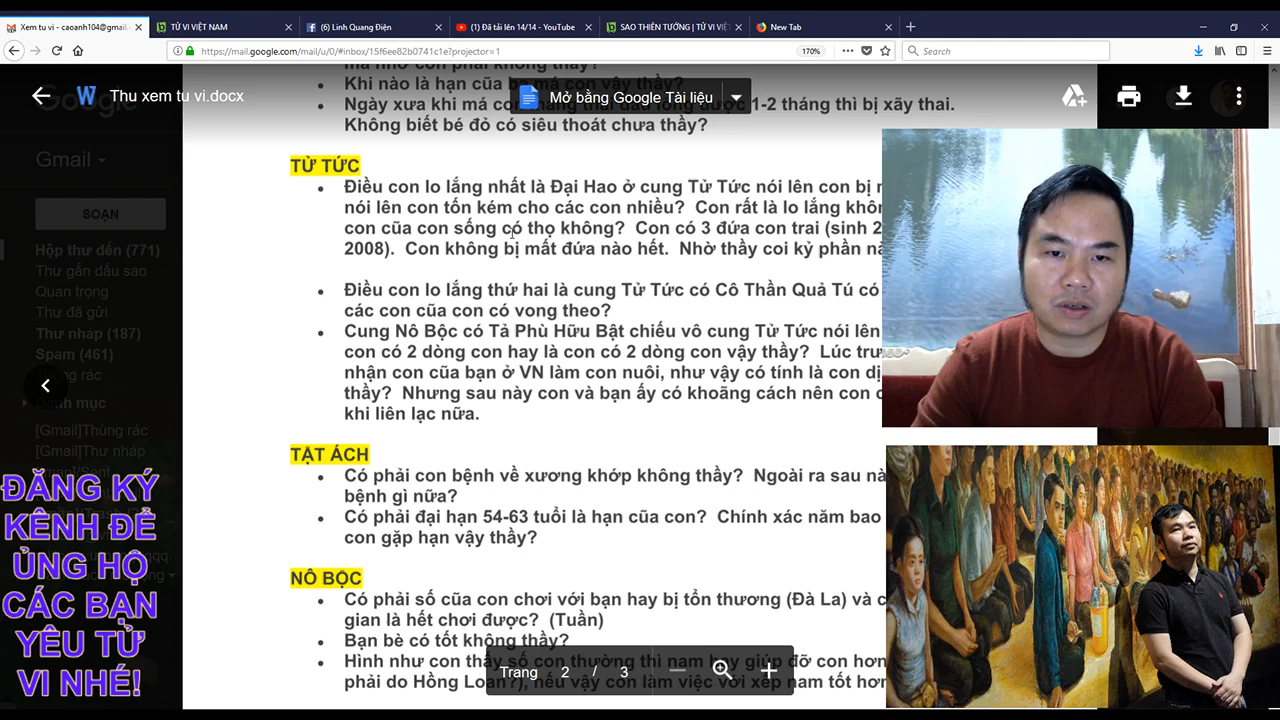 Xem tu vi - caoanh104@gmail.
TỬ VI VIỆT NAM
(6) Linh Quang Điện
(1) Đã tải lên 14/14 - YouTube
SAO THIÊN TƯỚNG | TỬ VI VIỆ
New Tab
https://mail.google.com/mail/u/0/#inbox/15f6ee82b0741c1e?projector=1
170%
Search
Thu xem tu vi.docx
Mở bằng Google Tài liệu
Khi nào là hạn của ba má con vậy thầy?
Ngày xưa khi má con 1-2 tháng thì bị xãy thai.
Không biết bé đỏ có siêu thoát chưa thầy?
Gmail
SOẠN
Hộp thư đến (771)
Thư gắn dấu sao
Quan trọng
Thư đã gửi
Thư nháp (187)
Spam (461)
mục
[Gmail]Thùng rác
[Gmail]Thư nháp
TỬ TỨC
Điều con lo lắng nhất là Đại Hao ở cung Tử Tức nói lên con bị
nói lên con tốn kém cho các con nhiều? Con rất là lo lắng
con của con sống có thọ không? Con có 3 đứa con trai (sinh 2
2008). Con không bị mất đứa nào hết. Nhờ thầy coi kỷ phần
Điều con lo lắng thứ hai là cung Tử Tức có Cô Thần Quả Tú có
các con của con có vong theo?
Cung Nô Bộc có Tả Phù Hữu Bật chiếu vô cung Tử Tức nói lên
con có 2 dòng con hay là con có 2 dòng con vậy thầy? Lúc
nhận con của bạn ở VN làm con nuôi, như vậy có tính là con
thầy? Nhưng sau này con và bạn ấy có khoãng cách nên con
khi liên lạc nữa.
TẬT ÁCH
Có phải con bệnh về xương khớp không thầy? Ngoài ra sau
bệnh gì nữa?
Có phải đại hạn 54-63 tuổi là hạn cũa con? Chính xác năm bao
con gặp hạn vậy thầy?
NÔ BỘC
Có phải số của con chơi với bạn hay bị tổn thương (Đà La) và
gian là hết chơi được? (Tuần)
Bạn bè có tốt không thầy?
Hình như con thấy số con thường thì nam hay giúp đỡ con hơn
phải do Hồng Loan?), nếu vậy con làm việc với xếp nam tốt hơn
Trang 2 / 3
ĐĂNG KÝ
KÊNH ĐỂ
ỦNG HỘ
CÁC BẠN
YÊU TỬ
VI NHÉ!